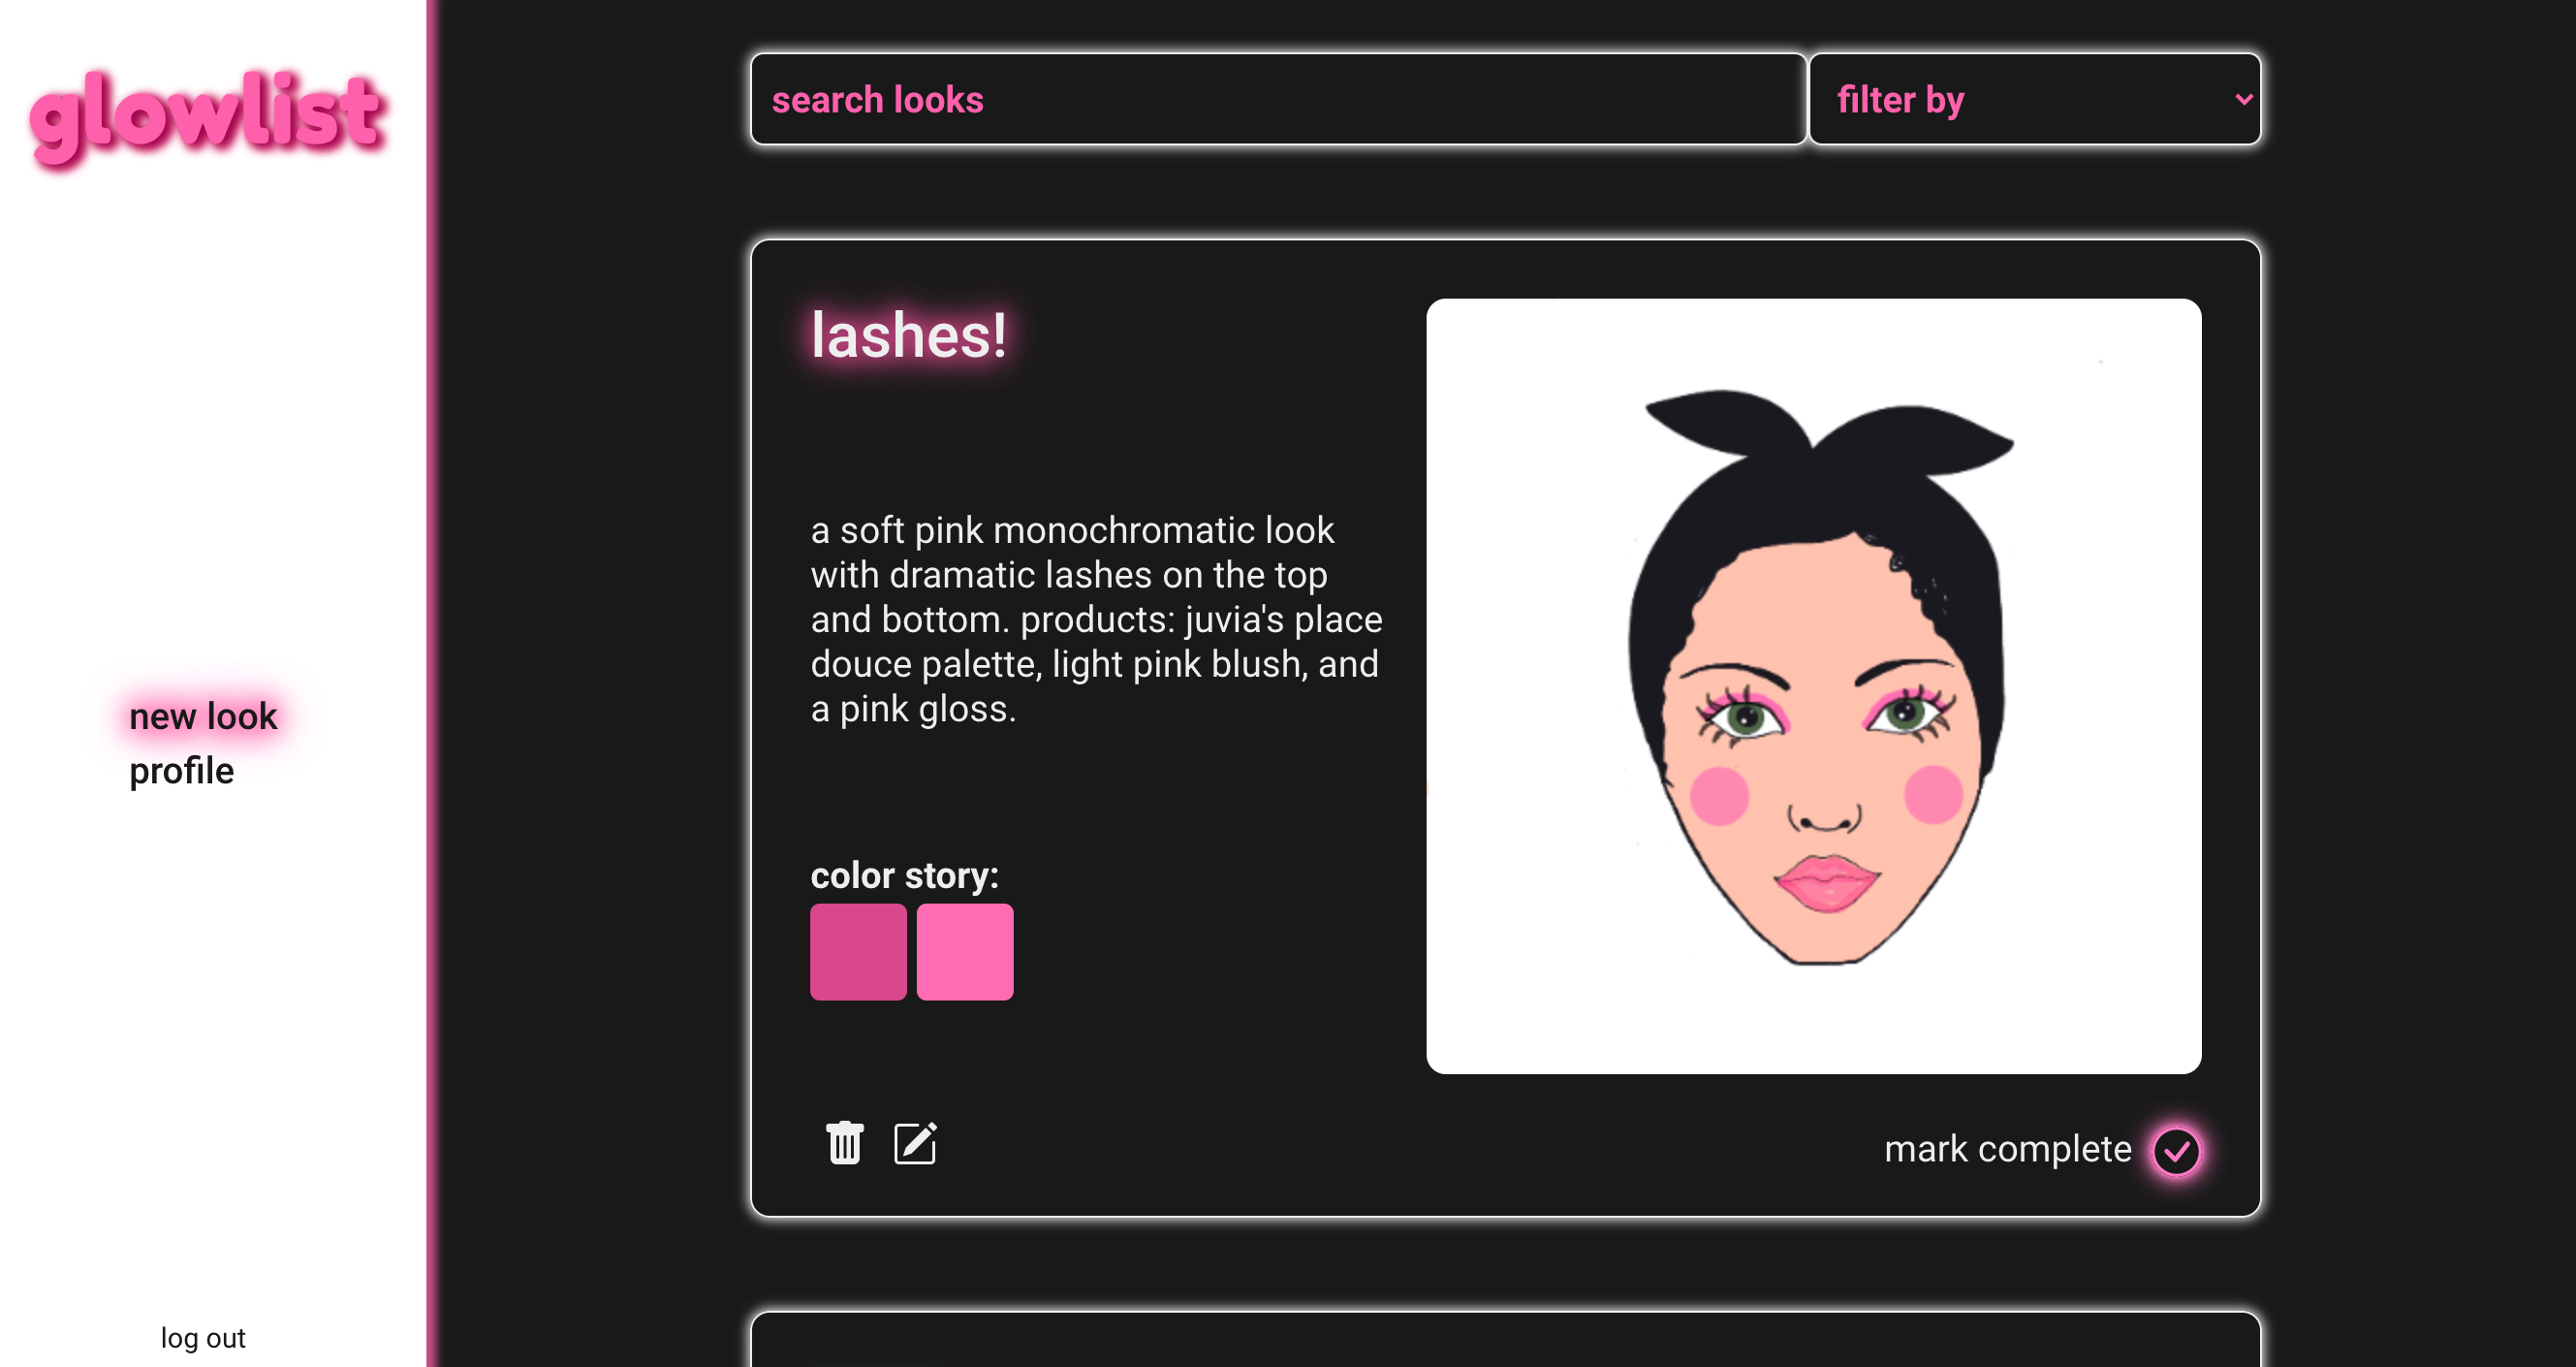 glowlist
new look
profile
log out
search looks
filter by
lashes!
a soft pink monochromatic look
with dramatic lashes on the top
and bottom. products: juvia's place
douce palette, light pink blush, and
a pink gloss.
color story:
mark complete